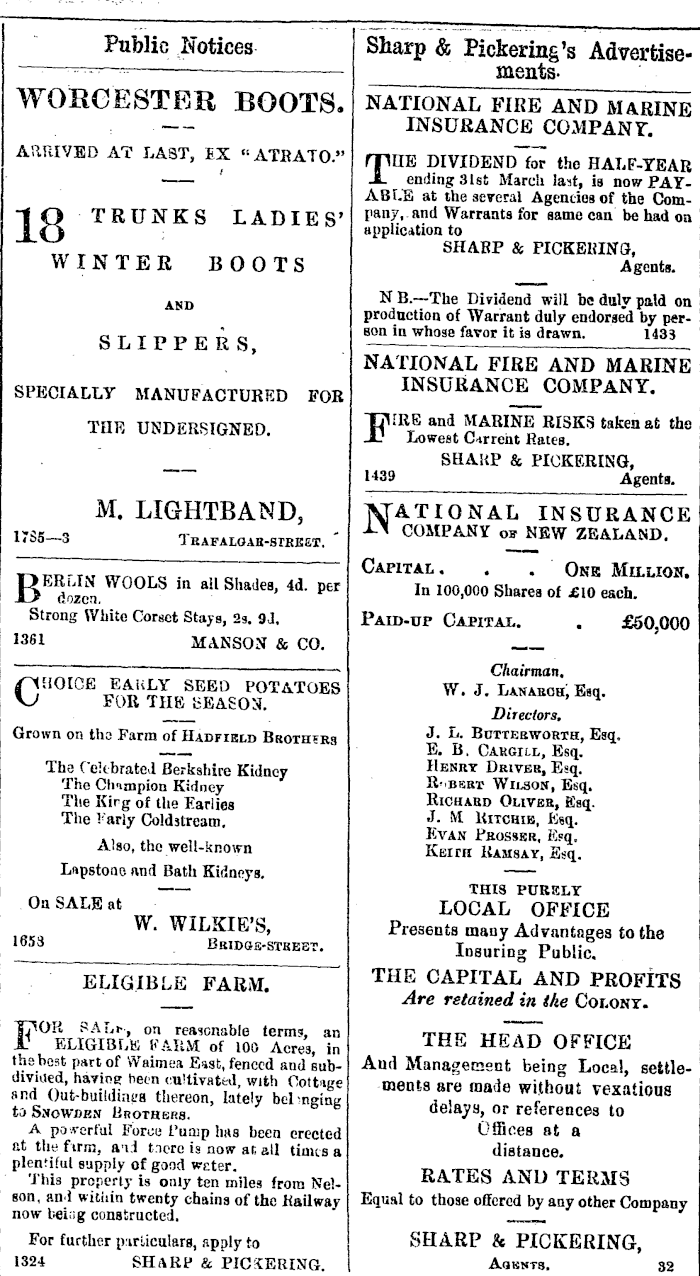 Public Notices
WORCESTER BOOTS.
ARRIVED AT LAST, EX "ATRATO."
18 TRUNKS LADIES'
WINTER BOOTS
AND
SLIPPERS,
SPECIALLY MANUFACTURED FOR
THE UNDERSIGNED.
M. LIGHTBAND,
1785—3 TRAFALGAR-STREET.
BERLIN WOOLS in all Shades, 4d. per
dozen.
Strong White Corset Stays, 2s. 9d.
1361 MANSON & CO.
CHOICE EARLY SEED POTATOES
FOR THE SEASON.
Grown on the Farm of HADFIELD BROTHERS
The Celebrated Berkshire Kidney
The Champion Kidney
The King of the Earlies
The Early Coldstream.
Also, the well-known
Lapstone and Bath Kidneys.
On SALE at
W. WILKIE'S,
1653 BRIDGE-STREET.
ELIGIBLE FARM.
FOR SALE, on reasonable terms, an
ELIGIBLE FARM of 100 Acres, in
the best part of Waimea East, fenced and sub-
divided, having been cultivated, with Cottage
and Out-buildings thereon, lately belonging
to SNOWDEN BROTHERS.
A powerful Force Pump has been erected
at the farm, and there is now at all times a
plentiful supply of good water.
This property is only ten miles from Nel-
son, and within twenty chains of the Railway
now being constructed.
For further particulars, apply to
1324 SHARP & PICKERING.
Sharp & Pickering's Advertise-
ments.
NATIONAL FIRE AND MARINE
INSURANCE COMPANY.
THE DIVIDEND for the HALF-YEAR
ending 31st March last, is now PAY-
ABLE at the several Agencies of the Com-
pany, and Warrants for same can be had on
application to
SHARP & PICKERING,
Agents.
N B.—The Dividend will be duly paid on
production of Warrant duly endorsed by per-
son in whose favor it is drawn. 1433
NATIONAL FIRE AND MARINE
INSURANCE COMPANY.
FIRE and MARINE RISKS taken at the
Lowest Current Rates.
SHARP & PICKERING,
1439 Agents.
NATIONAL INSURANCE
COMPANY OF NEW ZEALAND.
CAPITAL . . . ONE MILLION.
In 100,000 Shares of £10 each.
PAID-UP CAPITAL. . £50,000
Chairman.
W. J. LANARCH, Esq.
Directors.
J. L. BUTTERWORTH, Esq.
E. B. CARGILL, Esq.
HENRY DRIVER, Esq.
ROBERT WILSON, Esq.
RICHARD OLIVER, Esq.
J. M RITCHIE, Esq.
EVAN PROSSER, Esq.
KEITH RAMSAY, Esq.
THIS PURELY
LOCAL OFFICE
Presents many Advantages to the
Insuring Public.
THE CAPITAL AND PROFITS
Are retained in the COLONY.
THE HEAD OFFICE
And Management being Local, settle-
ments are made without vexatious
delays, or references to
Offices at a
distance.
RATES AND TERMS
Equal to those offered by any other Company
SHARP & PICKERING,
AGENTS. 32